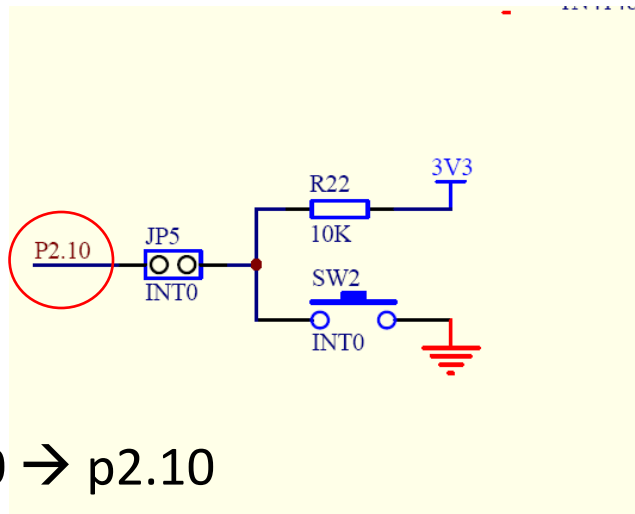 3V3
R22
10K
P2.10
JP5
INT0
SW2
INT0
→ p2.10